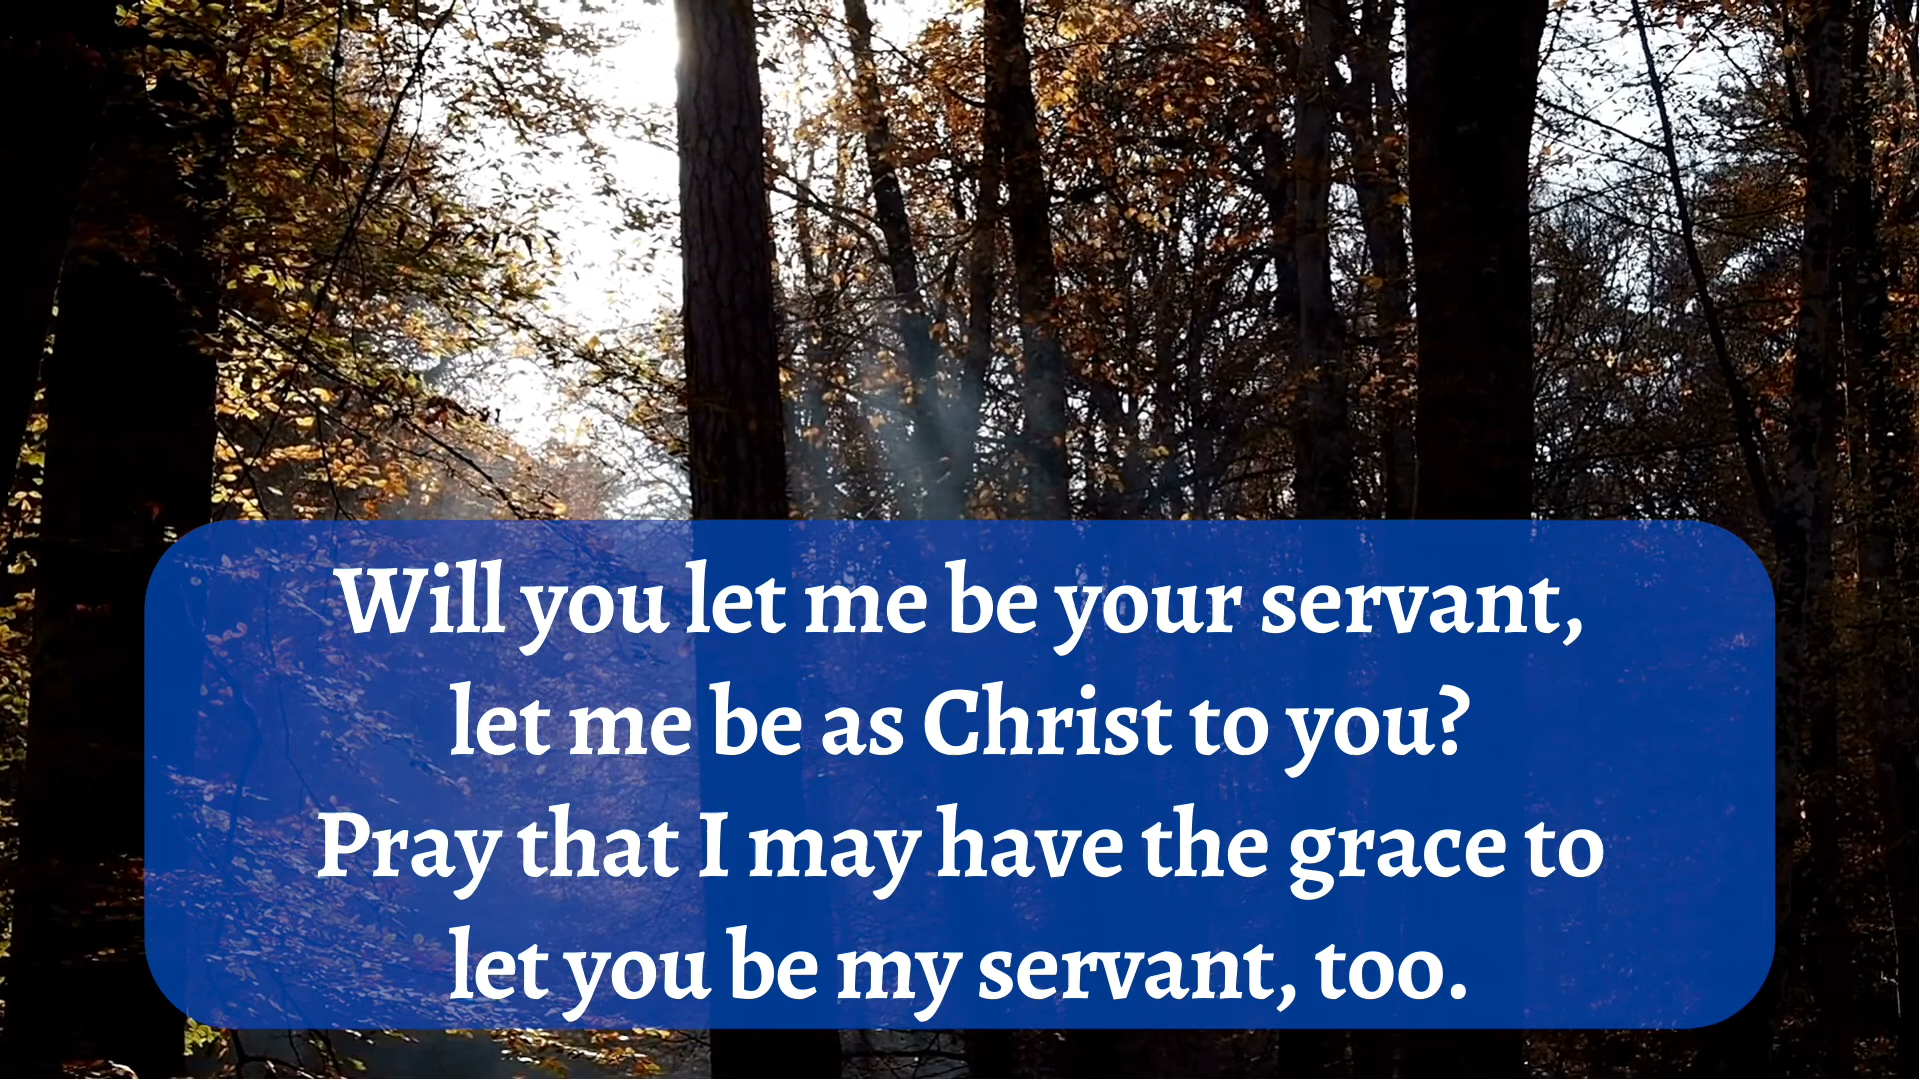 Will you let me be your servant,
let me be as Christ to you?
Pray that I may have the grace to
let you be my servant, too.